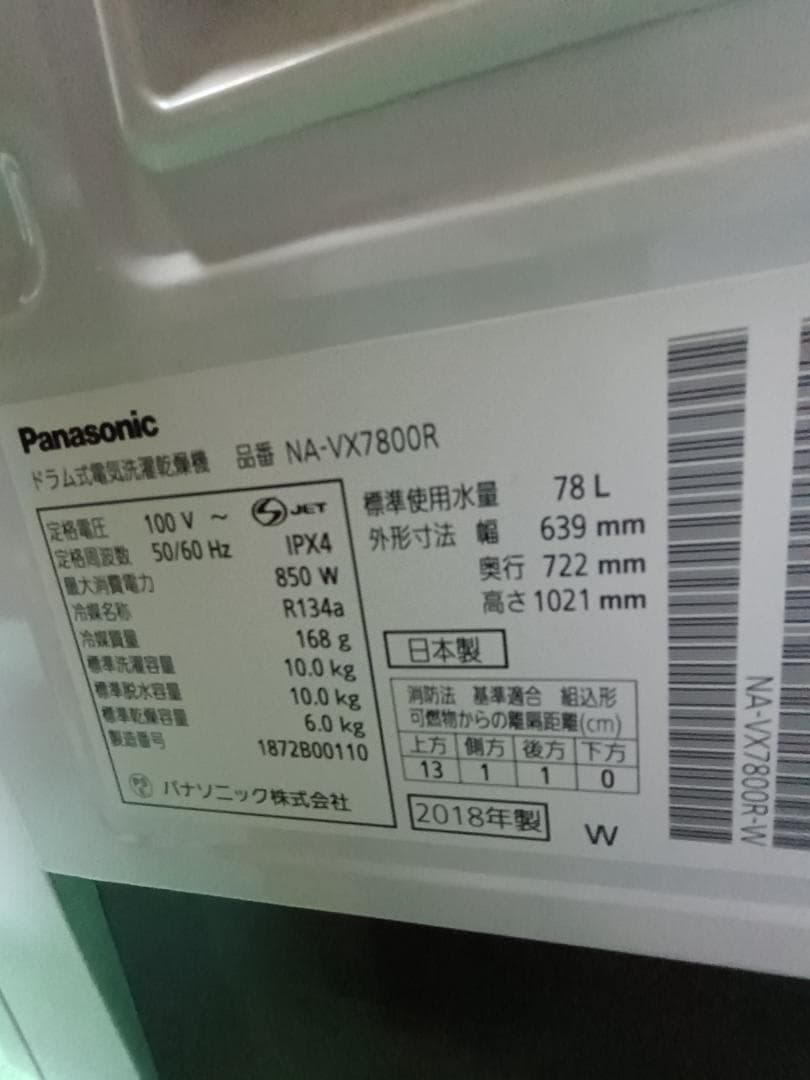 Panasonic
ドラム式電気洗濯乾燥機 品番 NA-VX7800R
定格電圧 100 V ~ S JET
定格周波数 50/60 Hz IPX4
最大消費電力 850 W
冷媒名称 R134a
冷媒質量 168 g
標準洗濯容量 10.0 kg
標準脱水容量 10.0 kg
標準乾燥容量 6.0 kg
製造番号 1872B00110
パナソニック株式会社
標準使用水量 78 L
外形寸法 幅 639 mm
奥行 722 mm
高さ 1021 mm
日本製
消防法 基準適合 組込形
可燃物からの離隔距離(cm)
上方 側方 後方 下方
13 1 1 0
2018年製 W
NA-VX7800R-W